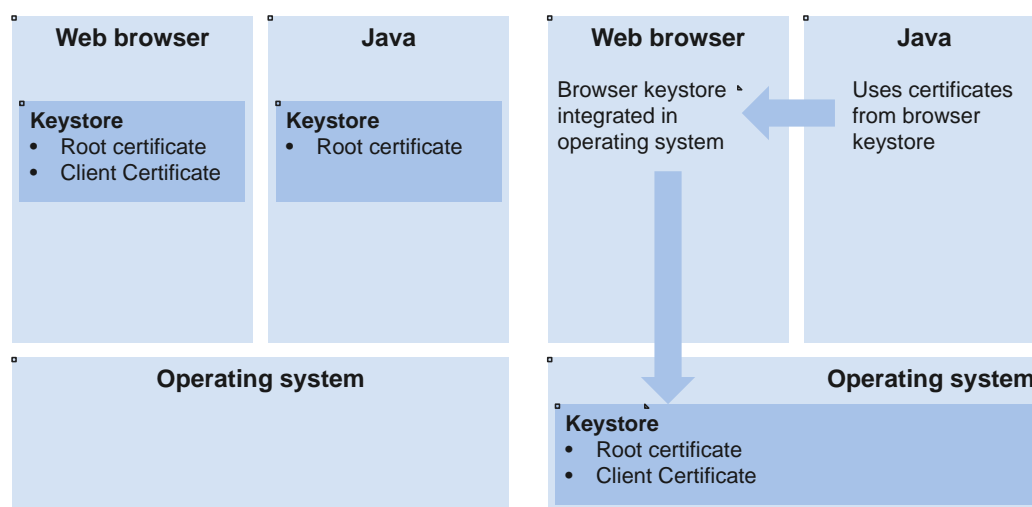 Web browser
Keystore
• Root certificate
• Client Certificate
Java
Keystore
• Root certificate
Operating system
Web browser
Browser keystore
integrated in
operating system
Java
Uses certificates
from browser
keystore
Operating system
Keystore
• Root certificate
• Client Certificate